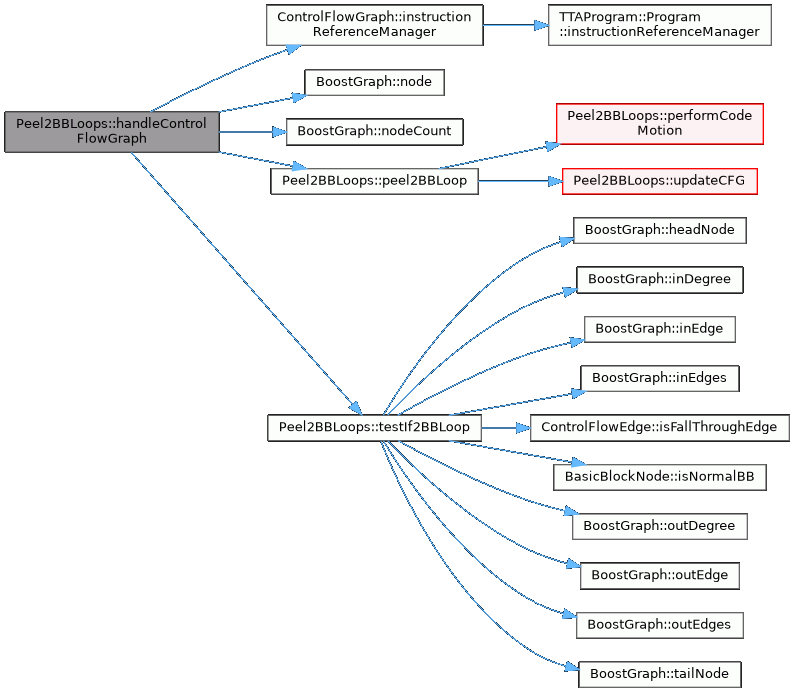 Peel2BBLoops::handleControl
FlowGraph
ControlFlowGraph::instruction
ReferenceManager
TTAProgram::Program
::instructionReferenceManager
BoostGraph::node
BoostGraph::nodeCount
Peel2BBLoops::peel2BBLoop
Peel2BBLoops::performCode
Motion
Peel2BBLoops::updateCFG
Peel2BBLoops::testIf2BBLoop
BoostGraph::headNode
BoostGraph::inDegree
BoostGraph::inEdge
BoostGraph::inEdges
ControlFlowEdge::isFallThroughEdge
BasicBlockNode::isNormalBB
BoostGraph::outDegree
BoostGraph::outEdge
BoostGraph::outEdges
BoostGraph::tailNode